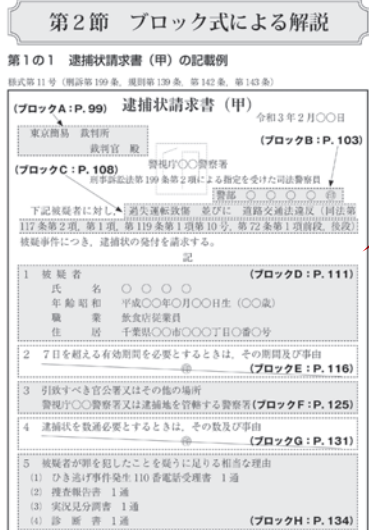 第2節　ブロック式による解説
第1の1　逮捕状請求書（甲）の記載例
様式第11号（刑訴第199条，規則第139条，第142条，第143条）
（ブロックA：P. 99）
逮捕状請求書（甲）
令和3年2月〇〇日
（ブロックB：P. 103）
東京簡易　裁判所
裁判官　殿
（ブロックC：P. 108）
警視庁〇〇警察署
刑事訴訟法第199条第2項による指定を受けた司法警察員
警部　〇　〇　〇　〇　㊞
下記被疑者に対し，過失運転致傷　並びに　道路交通法違反（同法第
117条第2項，第1項，第119条第1項第10号，第72条第1項前段，後段）
被疑事件につき，逮捕状の発付を請求する。
記
1　被疑者
（ブロックD：P. 111）
氏　　名　〇　〇　〇　〇
年齢昭和　平成〇〇年〇月〇〇日生（〇〇歳）
職　　業　飲食店従業員
住　　居　千葉県〇〇市〇〇〇丁目〇番〇号
2　7日を超える有効期間を必要とするときは，その期間及び事由
㊞
（ブロックE：P. 116）
3　引致すべき官公署又はその他の場所
警視庁〇〇警察署又は逮捕地を管轄する警察署（ブロックF：P. 125）
4　逮捕状を数通必要とするときは，その数及び事由
㊞
（ブロックG：P. 131）
5　被疑者が罪を犯したことを疑うに足りる相当な理由
(1)　ひき逃げ事件発生110番電話受理書　1通
(2)　捜査報告書　1通
(3)　実況見分調書　1通
(4)　診　断　書　1通
（ブロックH：P. 134）